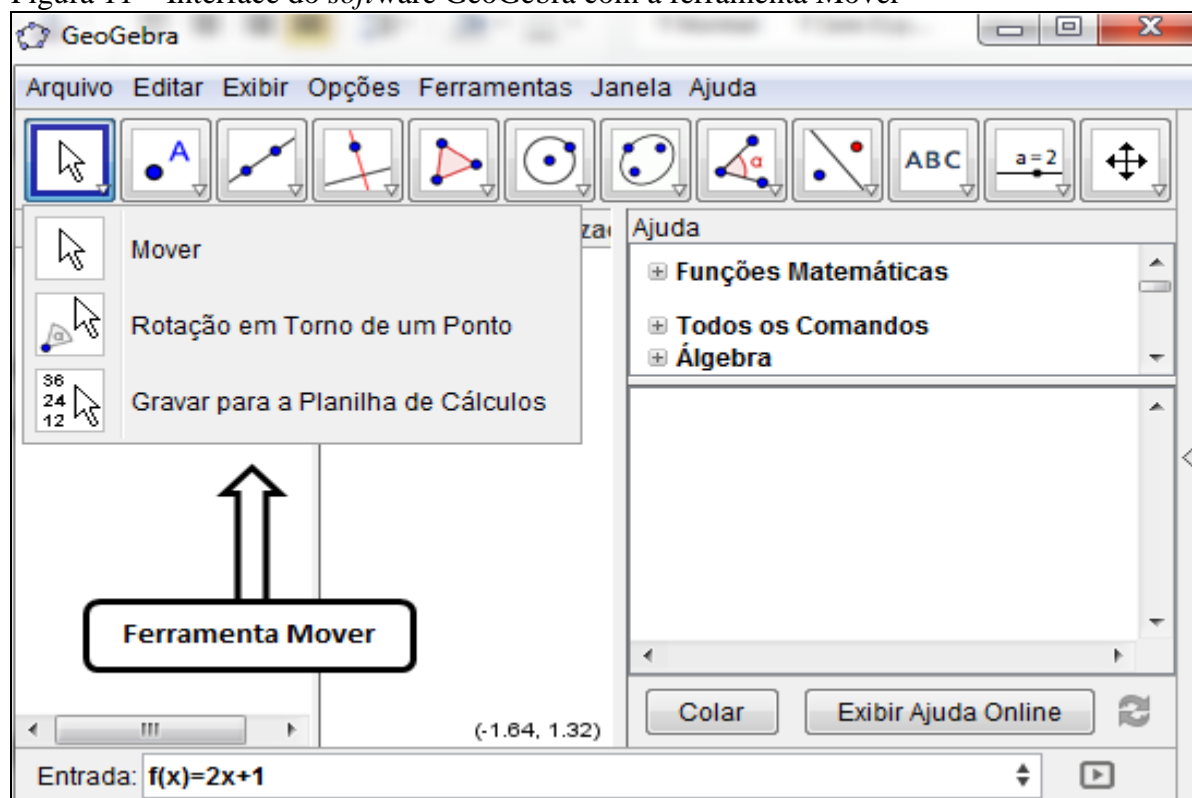 Figura 11 – Interface do software GeoGebra com a ferramenta Mover
GeoGebra
Arquivo Editar Exibir Opções Ferramentas Janela Ajuda
A
α
ABC
a=2
Mover
Rotação em Torno de um Ponto
α
36
24
12
Gravar para a Planilha de Cálculos
Ajuda
Funções Matemáticas
Todos os Comandos
Álgebra
Ferramenta Mover
(-1.64, 1.32)
Colar
Exibir Ajuda Online
Entrada: f(x)=2x+1